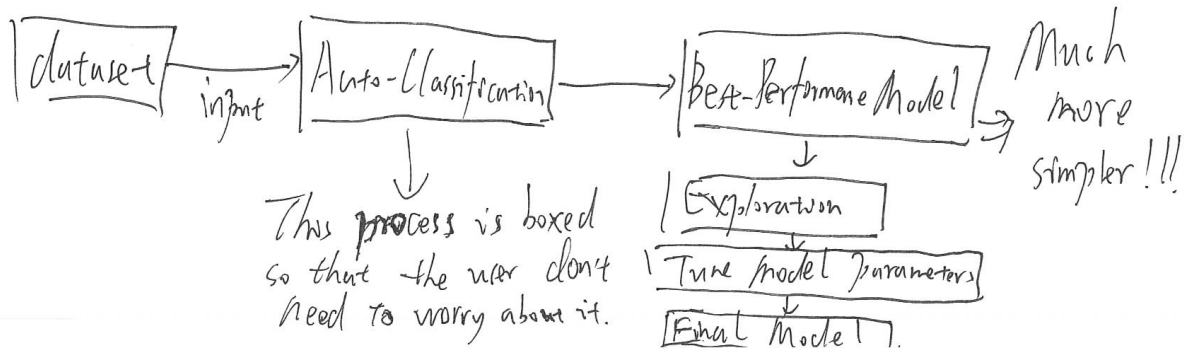 dataset
input
Auto-Classification
Best-Performane Model
Much
more
simpler!!!
This process is boxed
so that the user don't
need to worry about it.
Exploration
Tune model parameters
Final Model